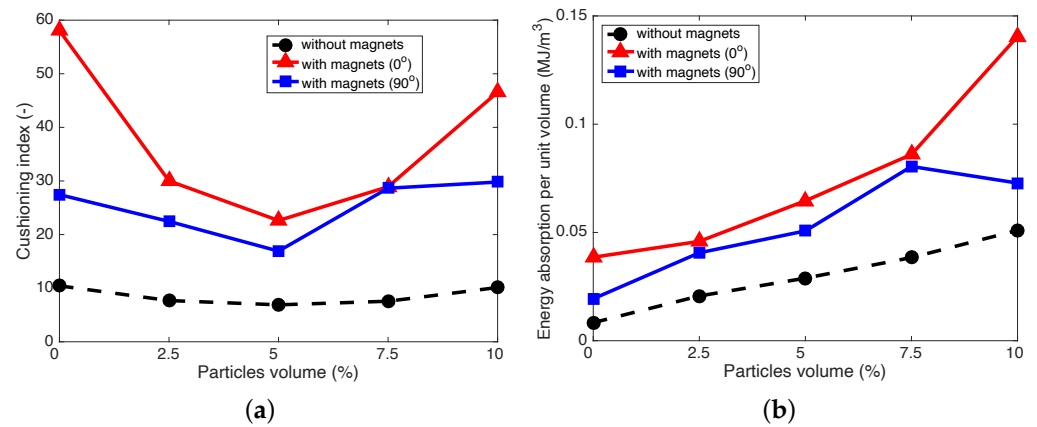 60
50
40
30
20
10
0
Cushioning index (-)
without magnets
with magnets (0°)
with magnets (90°)
0 2.5 5 7.5 10
Particles volume (%)
(a)
0.15
0.1
0.05
0
Energy absorption per unit volume (MJ/m³)
without magnets
with magnets (0°)
with magnets (90°)
0 2.5 5 7.5 10
Particles volume (%)
(b)